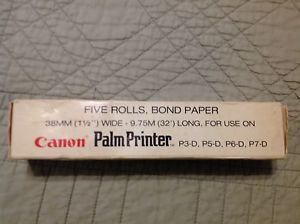 FIVE ROLLS, BOND PAPER
38MM (1½") WIDE - 9.75M (32') LONG, FOR USE ON
Canon PalmPrinter P3-D, P5-D, P6-D, P7-D